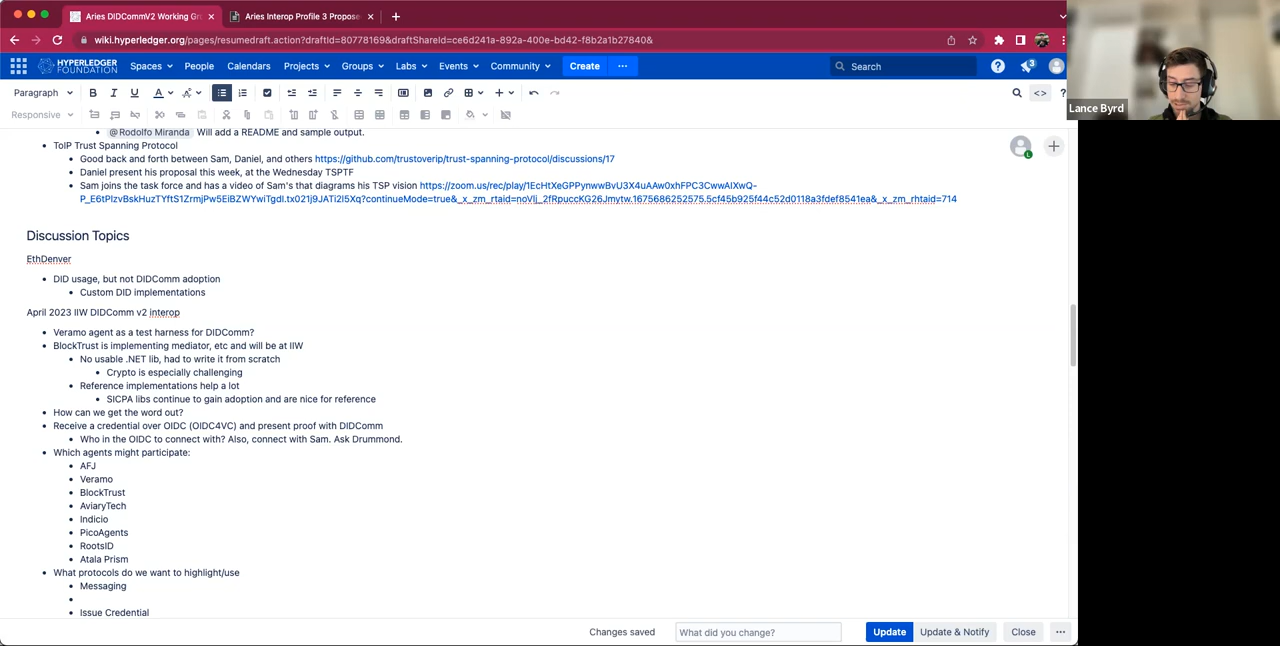 Aries DIDCommV2 Working Gr
Aries Interop Profile 3 Propose
wiki.hyperledger.org/pages/resumedraft.action?draftId=80778169&draftShareId=ce6d241a-892a-400e-bd42-f8b2a1b27840&
HYPERLEDGER FOUNDATION
Spaces People Calendars Projects Groups Labs Events Community Create ··· Search 3
Paragraph B I U A
Responsive
Lance Byrd
@Rodolfo Miranda Will add a README and sample output.
ToIP Trust Spanning Protocol
Good back and forth between Sam, Daniel, and others https://github.com/trustoverip/trust-spanning-protocol/discussions/17
Daniel present his proposal this week, at the Wednesday TSPTF
Sam joins the task force and has a video of Sam's that diagrams his TSP vision https://zoom.us/rec/play/1EcHtXeGPPynwwBvU3X4uAAw0xhFPC3CwwAlXwQ-
P_E6tPlzvBskHuzTYftS1ZrmjPw5EiBZWYwiTgdI.tx021j9JATi2l5Xq?continueMode=true&_x_zm_rtaid=noVlj_2fRpuccKG26Jmytw.1675686252575.5cf45b925f44c52d0118a3fdef8541ea&_x_zm_rhtaid=714
Discussion Topics
EthDenver
DID usage, but not DIDComm adoption
Custom DID implementations
April 2023 IIW DIDComm v2 interop
Veramo agent as a test harness for DIDComm?
BlockTrust is implementing mediator, etc and will be at IIW
No usable .NET lib, had to write it from scratch
Crypto is especially challenging
Reference implementations help a lot
SICPA libs continue to gain adoption and are nice for reference
How can we get the word out?
Receive a credential over OIDC (OIDC4VC) and present proof with DIDComm
Who in the OIDC to connect with? Also, connect with Sam. Ask Drummond.
Which agents might participate:
AFJ
Veramo
BlockTrust
AviaryTech
Indicio
PicoAgents
RootsID
Atala Prism
What protocols do we want to highlight/use
Messaging
Issue Credential
Changes saved What did you change? Update Update & Notify Close ···